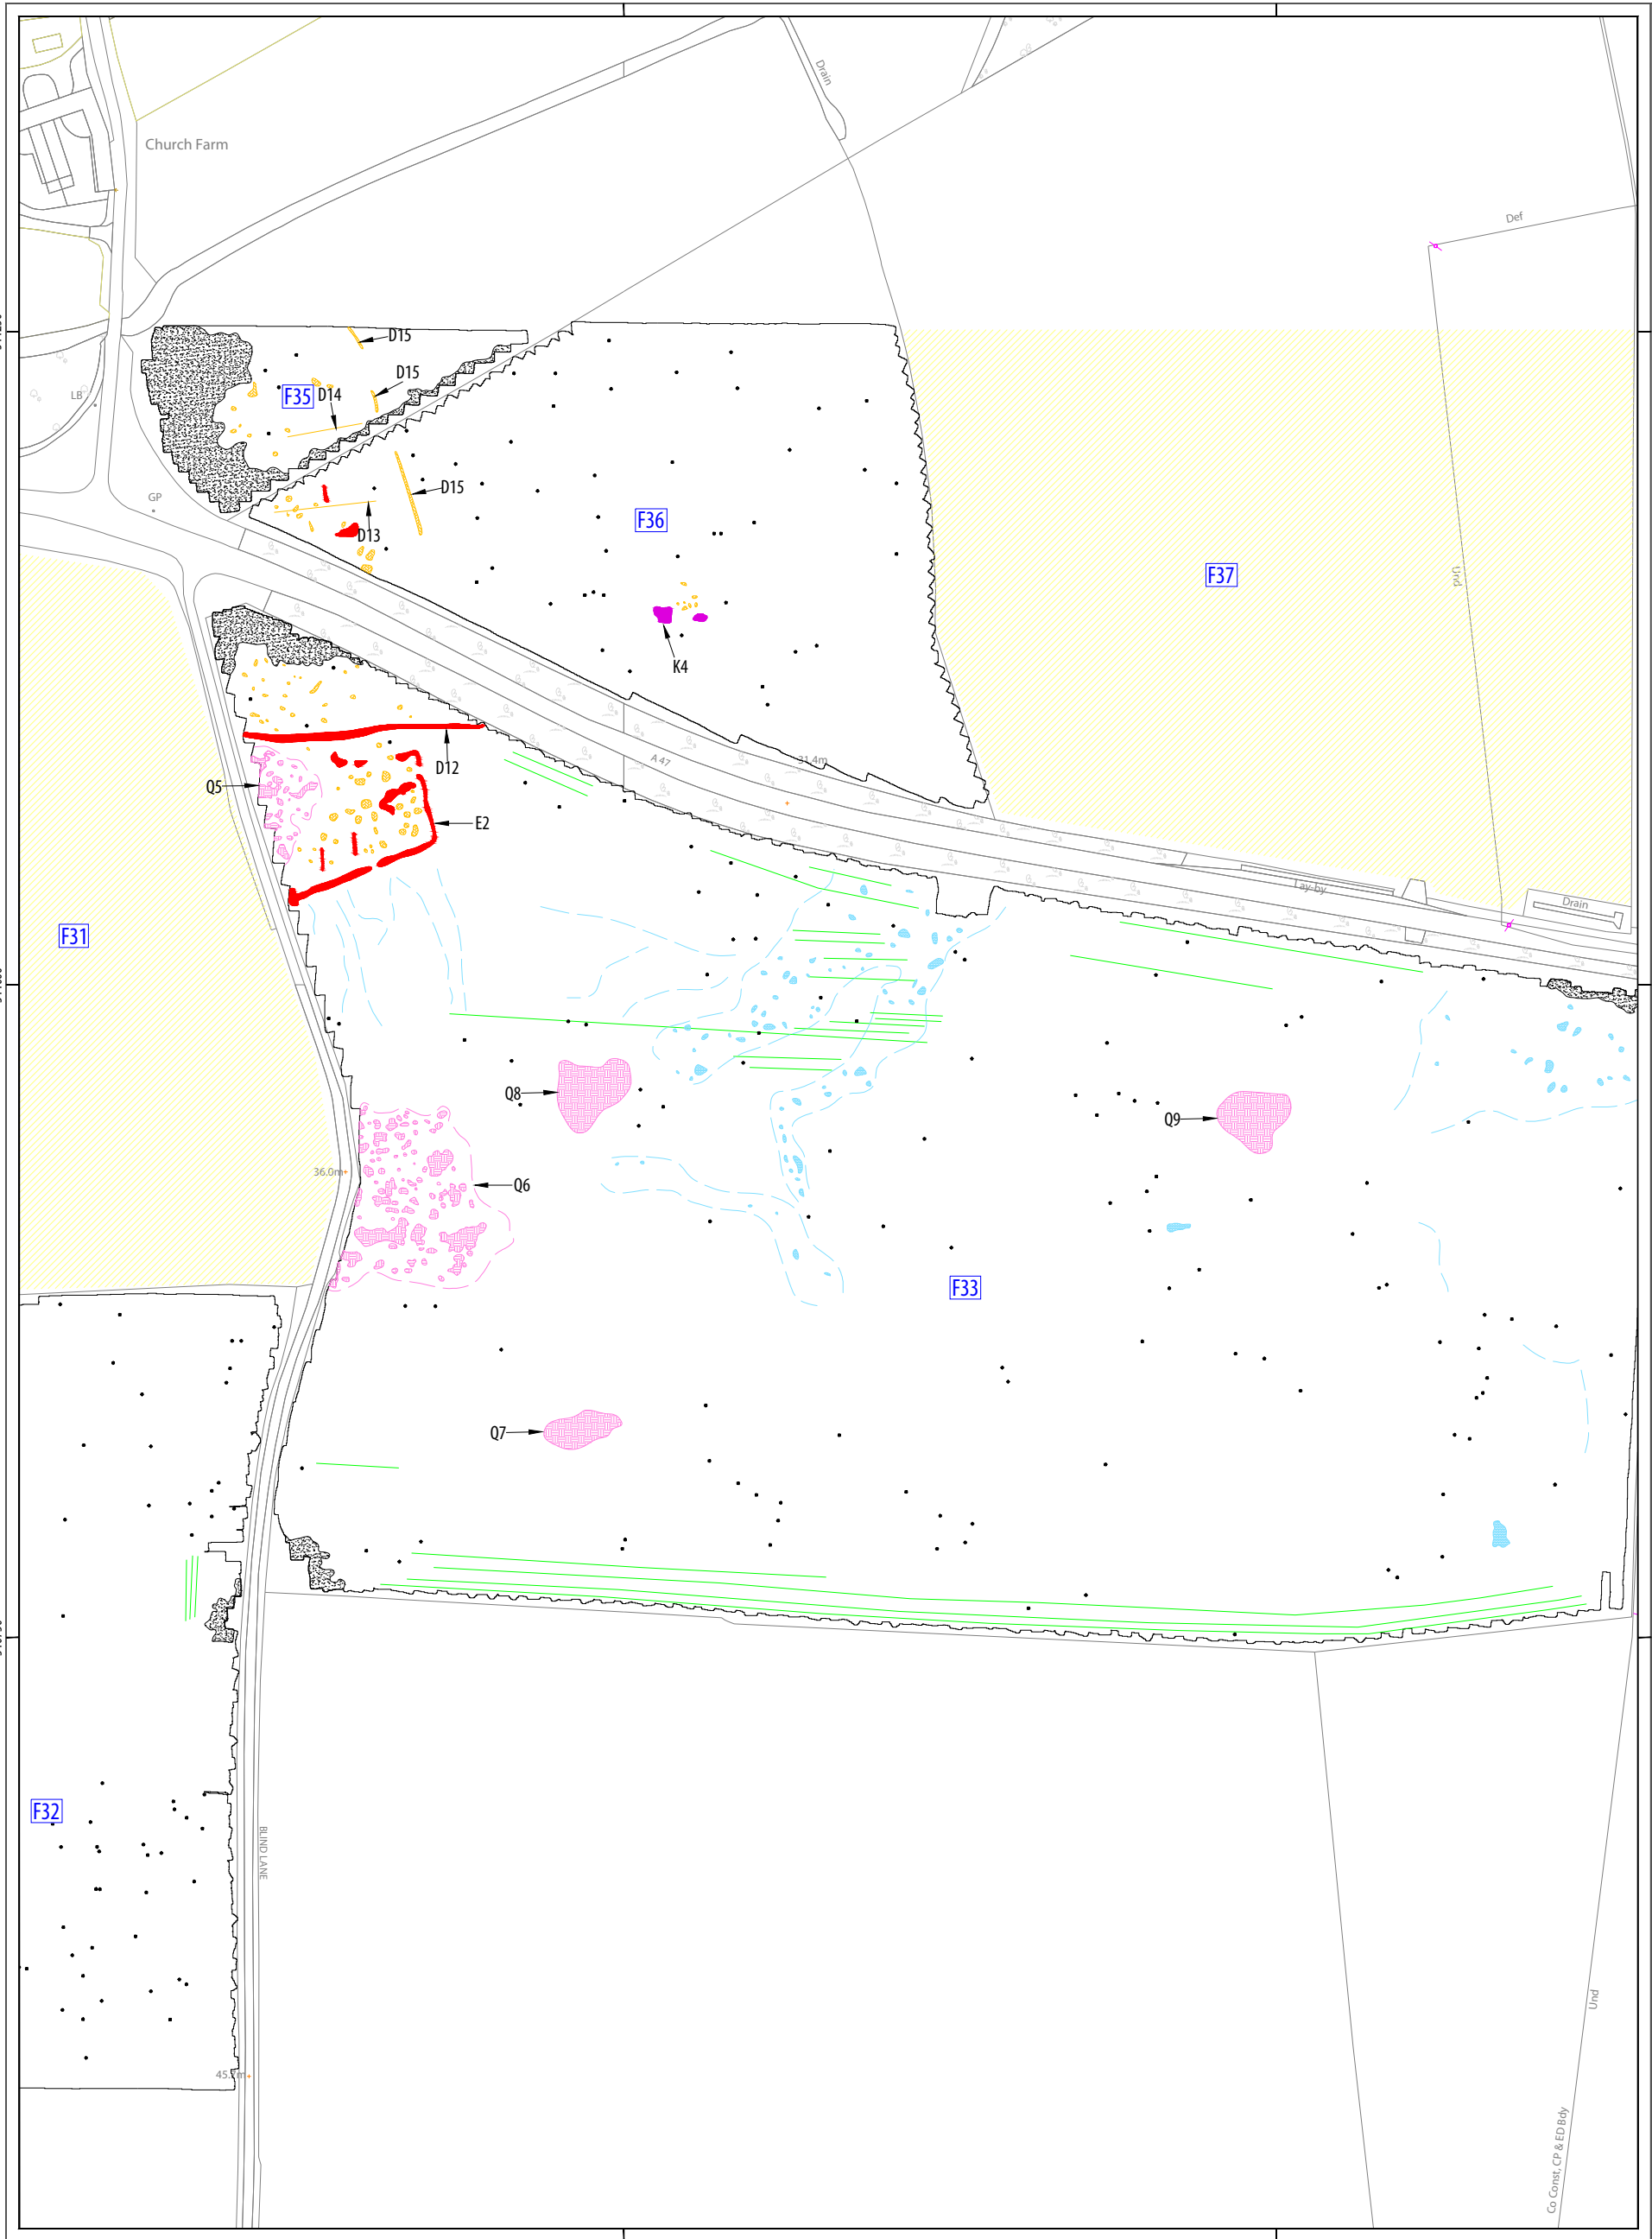 Drain
Church Farm
Def
D15
LB
D15
F35
D14
GP
D15
F36
D13
F37
Und
K4
A 47
31.4m
D12
Q5
E2
Lay-by
Drain
F31
Q8
Q9
36.0m
Q6
F33
Q7
F32
BLIND LANE
Und
Co Const, CP & ED Bdy